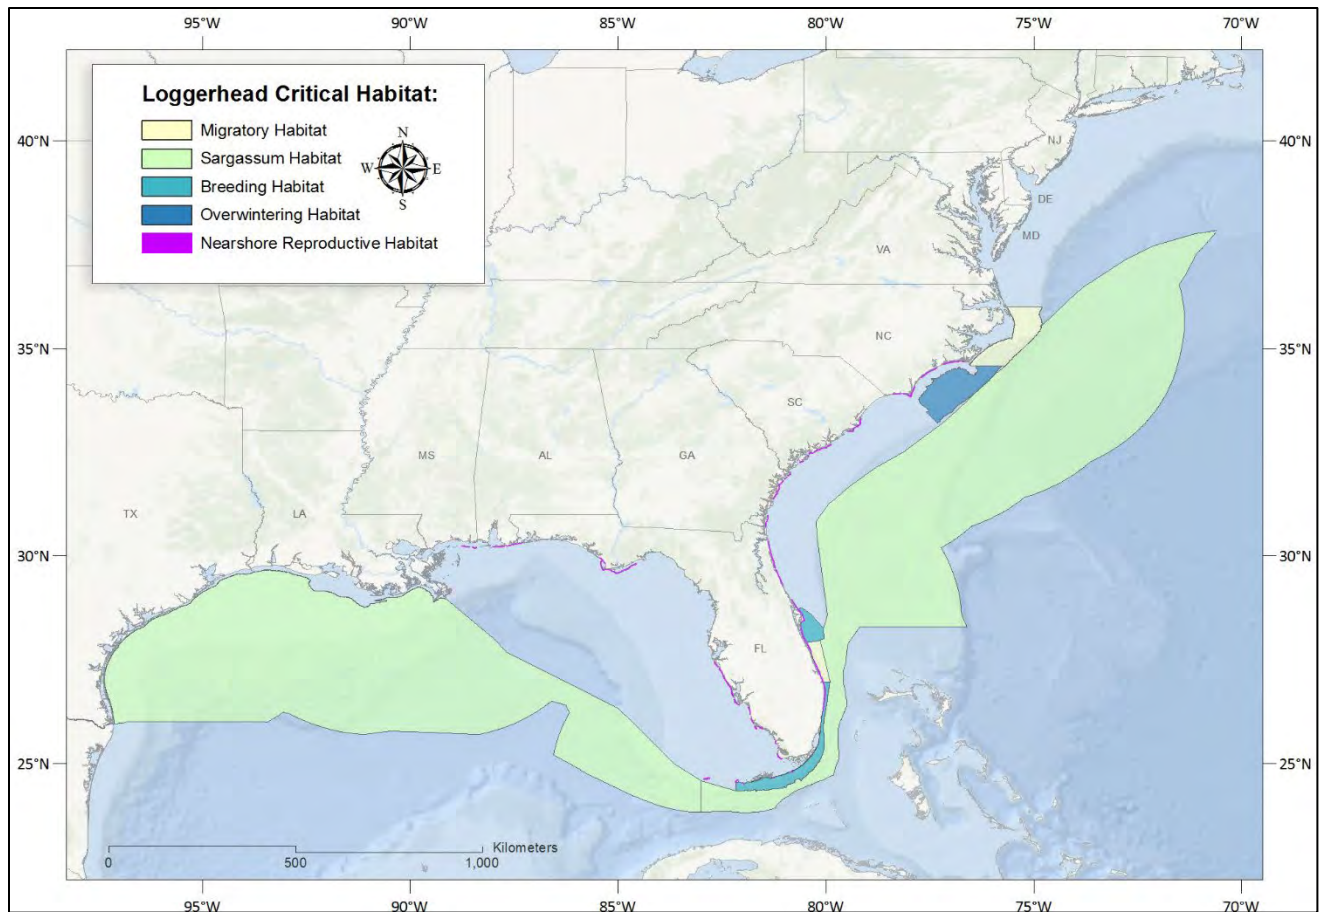 95°W 90°W 85°W 80°W 75°W 70°W
Loggerhead Critical Habitat:
Migratory Habitat
Sargassum Habitat
Breeding Habitat
Overwintering Habitat
Nearshore Reproductive Habitat
N
W E
S
40°N 40°N
NJ
DE
MD
VA
35°N 35°N
NC
SC
MS AL GA
TX LA
30°N 30°N
FL
25°N 25°N
Kilometers
0 500 1,000
95°W 90°W 85°W 80°W 75°W 70°W